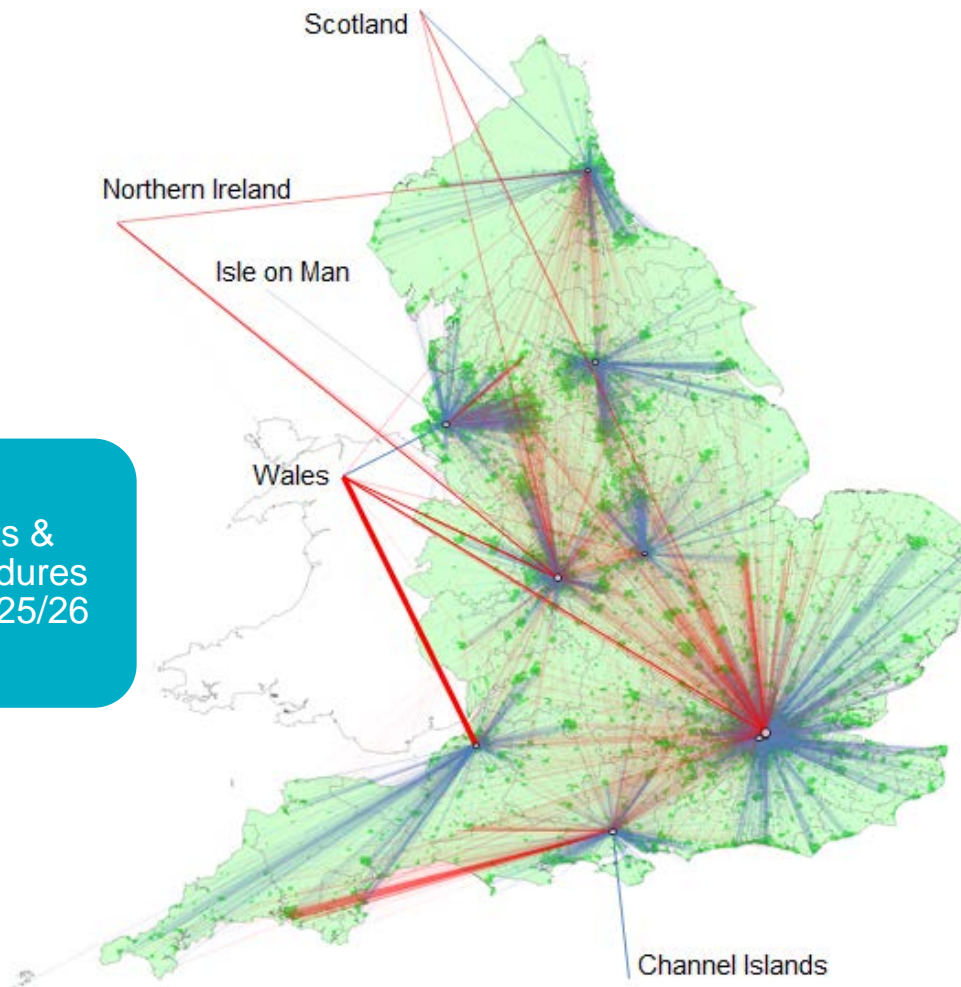 Scotland
Northern Ireland
Isle on Man
Wales
s &
dures
25/26
Channel Islands